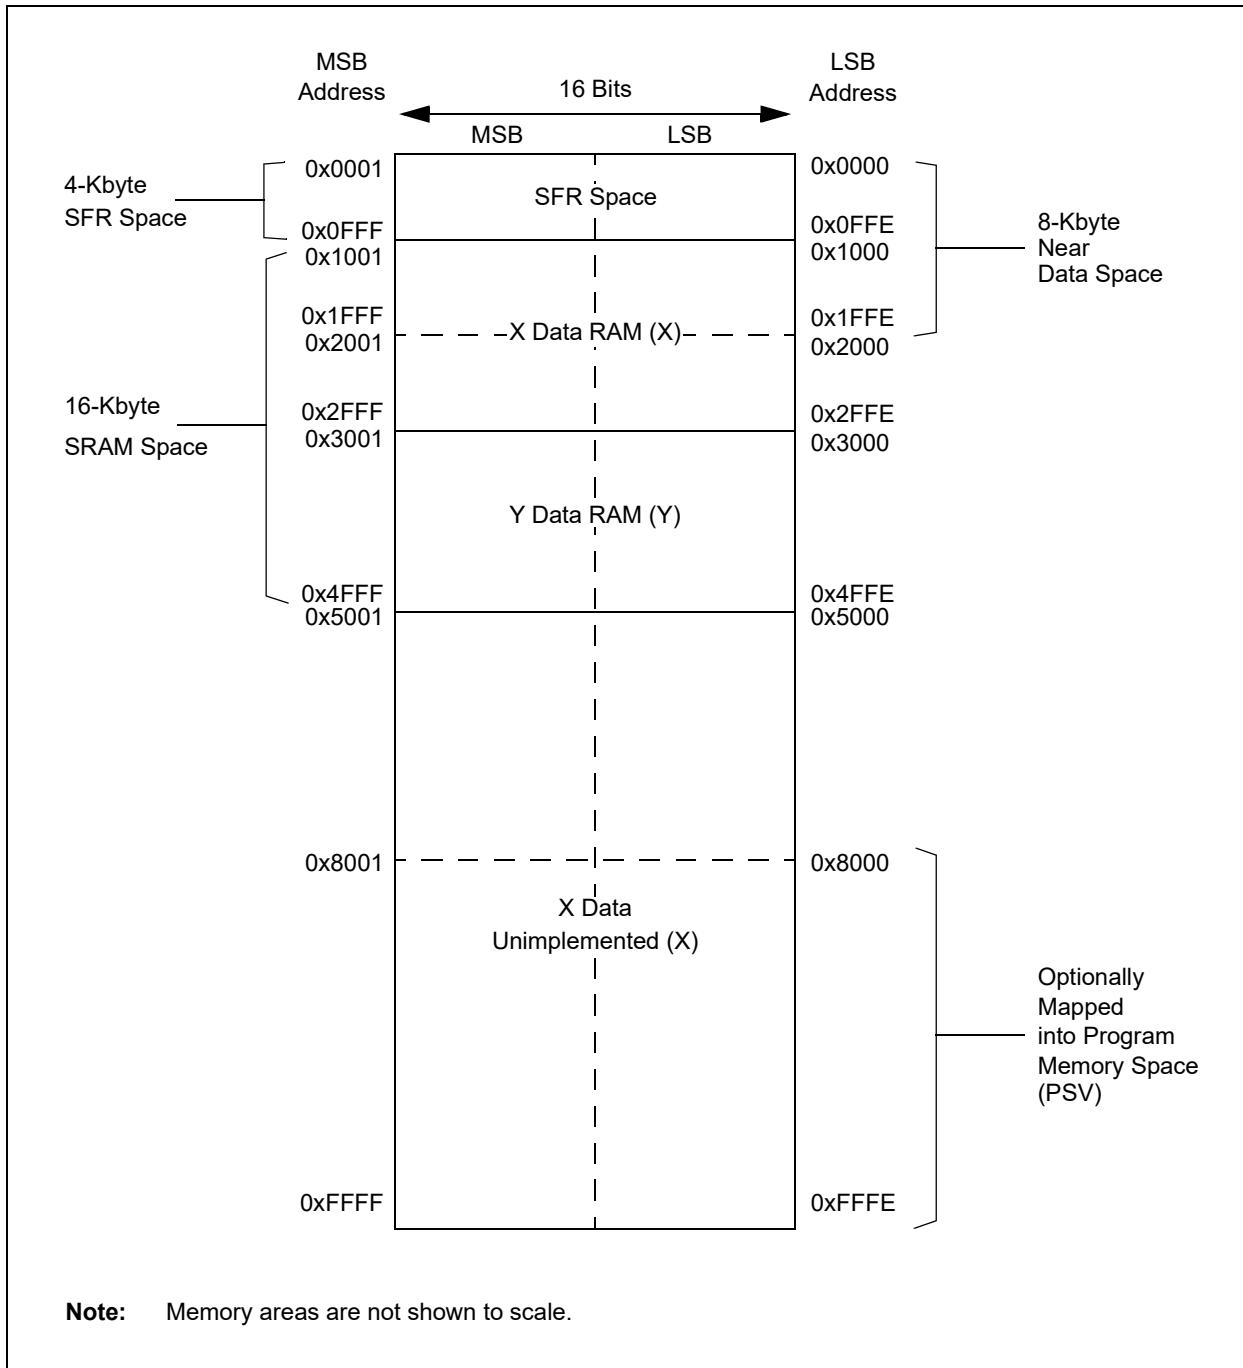 MSB
Address
LSB
Address
16 Bits
MSB
LSB
4-Kbyte
SFR Space
0x0001
SFR Space
0x0000
0x0FFF
0x0FFE
0x1001
0x1000
8-Kbyte
Near
Data Space
0x1FFF
0x1FFE
X Data RAM (X)
0x2001
0x2000
16-Kbyte
SRAM Space
0x2FFF
0x2FFE
0x3001
0x3000
Y Data RAM (Y)
0x4FFF
0x4FFE
0x5001
0x5000
0x8001
0x8000
X Data
Unimplemented (X)
Optionally
Mapped
into Program
Memory Space
(PSV)
0xFFFF
0xFFFE
Note: Memory areas are not shown to scale.